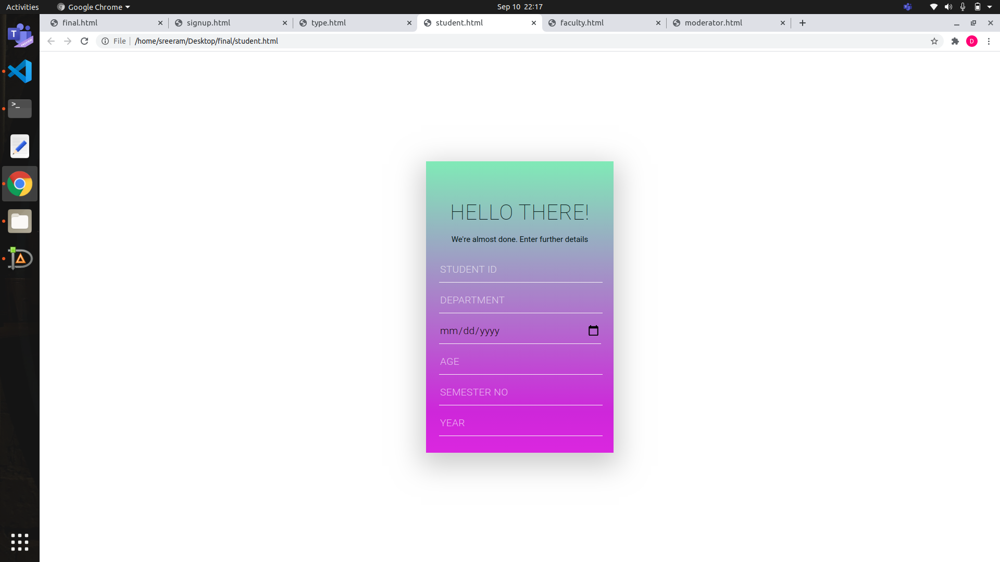 Activities
Google Chrome
Sep 10 22:17
final.html
signup.html
type.html
student.html
faculty.html
moderator.html
File
/home/sreeram/Desktop/final/student.html
D
T
PREVIEW
>_
HELLO THERE!
We're almost done. Enter further details
STUDENT ID
DEPARTMENT
mm/dd/yyyy
AGE
SEMESTER NO
YEAR